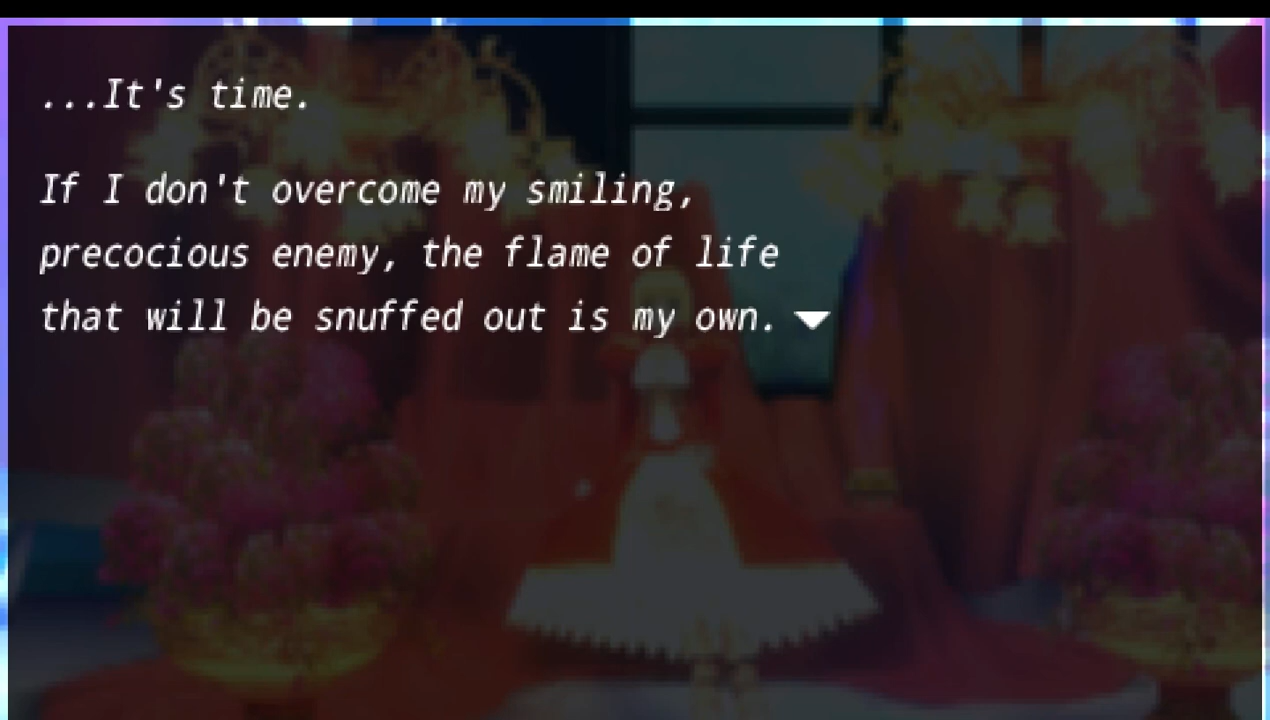 ...It's time.
If I don't overcome my smiling,
precocious enemy, the flame of life
that will be snuffed out is my own.